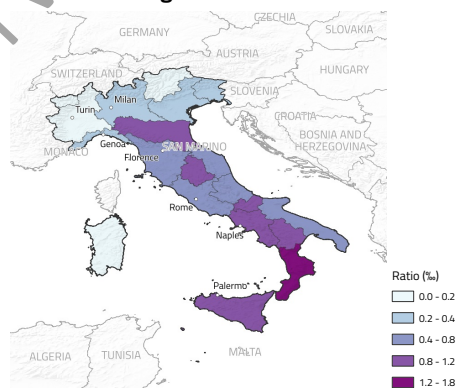 CZECHIA
GERMANY
SLOVAKIA
AUSTRIA
HUNGARY
SWITZERLAND
SLOVENIA
Milan
Turin
CROATIA
BOSNIA AND
HERZEGOVINA
Genoa
SAN MARINO
MONACO
Florence
Rome
Naples
Palermo
Ratio (‰)
0.0 - 0.2
0.2 - 0.4
0.4 - 0.8
0.8 - 1.2
1.2 - 1.8
ALGERIA
TUNISIA
MALTA